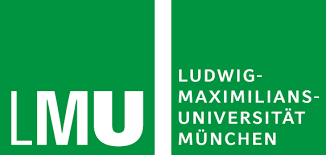 LMU
LUDWIG-
MAXIMILIANS-
UNIVERSITÄT
MÜNCHEN